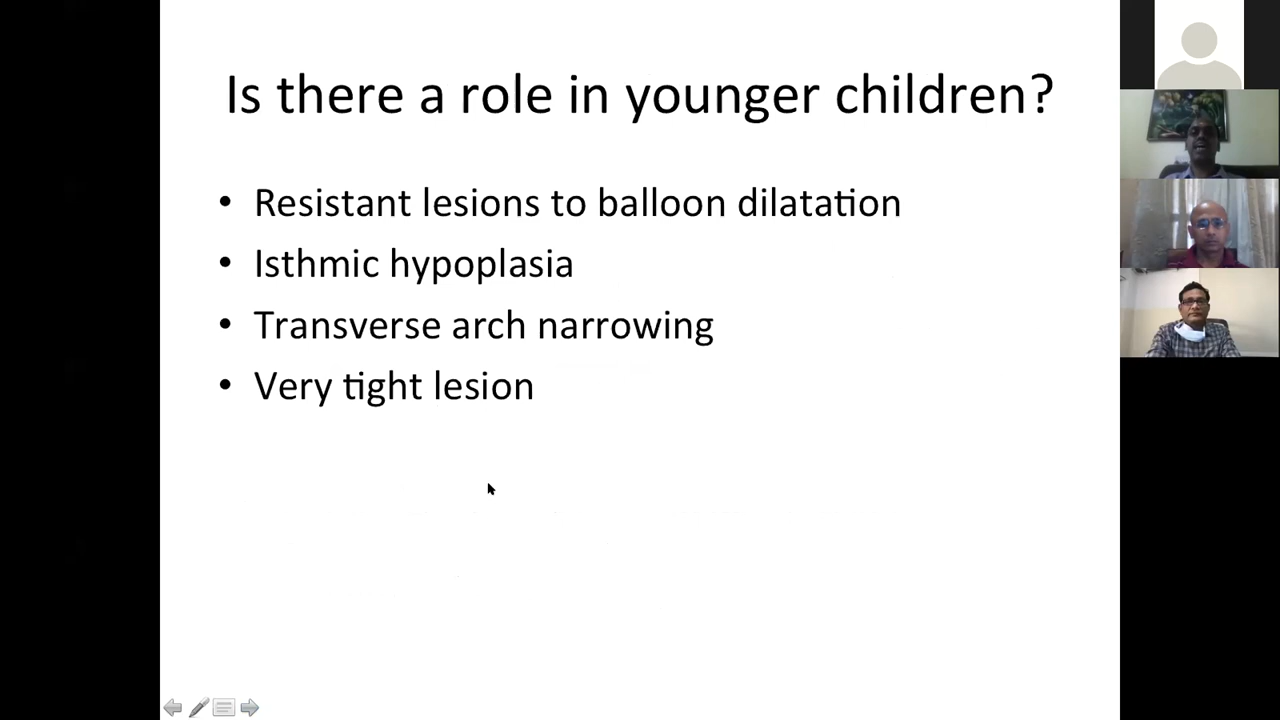 Is there a role in younger children?
• Resistant lesions to balloon dilatation
• Isthmic hypoplasia
• Transverse arch narrowing
• Very tight lesion